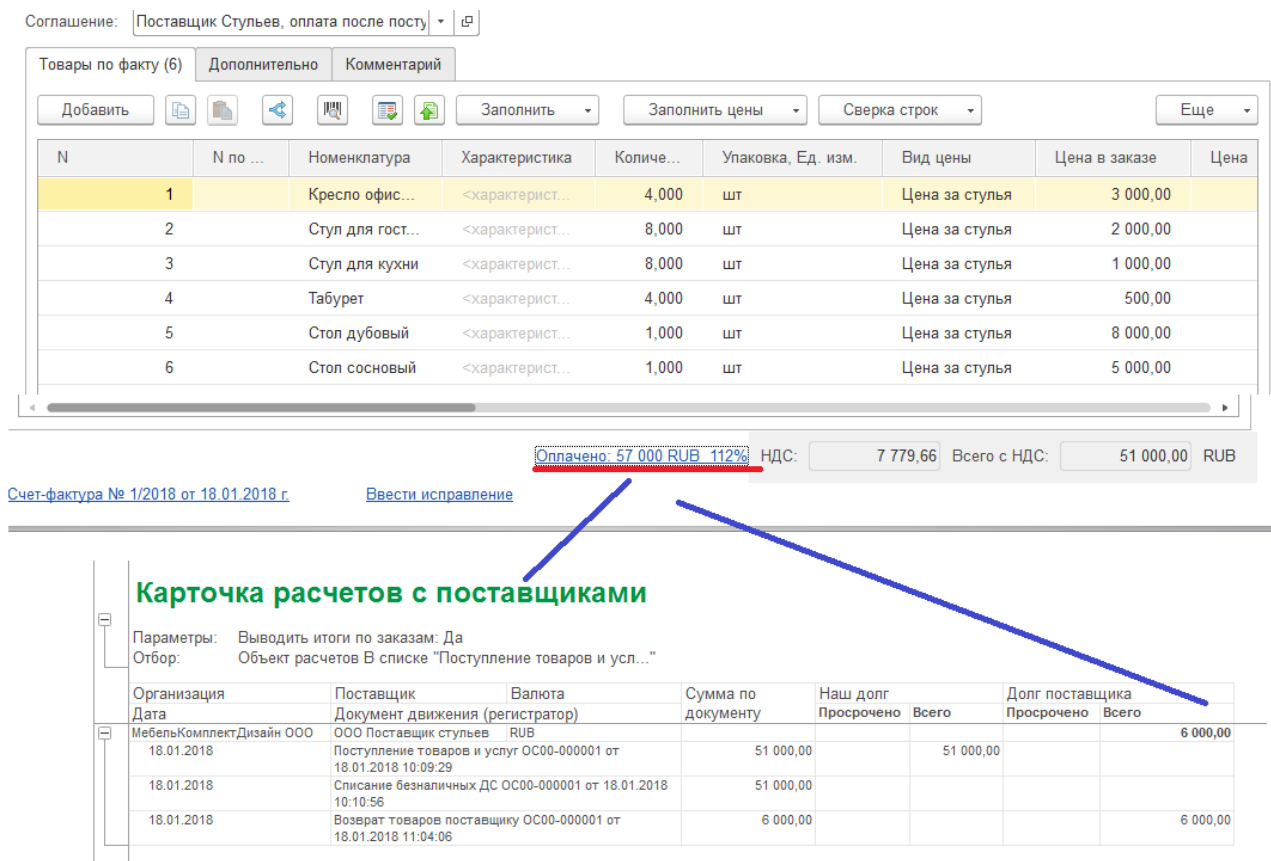 Соглашение: Поставщик Стульев, оплата после посту
Товары по факту (6) Дополнительно Комментарий
Добавить Заполнить Заполнить цены Сверка строк Еще
N N по ... Номенклатура Характеристика Количе... Упаковка, Ед. изм. Вид цены Цена в заказе Цена
1 Кресло офис... <характерист... 4,000 шт Цена за стулья 3 000,00
2 Стул для гост... <характерист... 8,000 шт Цена за стулья 2 000,00
3 Стул для кухни <характерист... 8,000 шт Цена за стулья 1 000,00
4 Табурет <характерист... 4,000 шт Цена за стулья 500,00
5 Стол дубовый <характерист... 1,000 шт Цена за стулья 8 000,00
6 Стол сосновый <характерист... 1,000 шт Цена за стулья 5 000,00
Оплачено: 57 000 RUB 112% НДС: 7 779,66 Всего с НДС: 51 000,00 RUB
Счет-фактура № 1/2018 от 18.01.2018 г. Ввести исправление
Карточка расчетов с поставщиками
Параметры: Выводить итоги по заказам: Да
Отбор: Объект расчетов В списке "Поступление товаров и усл..."
Организация Поставщик Валюта Сумма по Наш долг Долг поставщика
Дата Документ движения (регистратор) документу Просрочено Всего Просрочено Всего
МебельКомплектДизайн ООО ООО Поставщик стульев RUB 6 000,00
18.01.2018 Поступление товаров и услуг ОС00-000001 от 51 000,00 51 000,00
18.01.2018 10:09:29
18.01.2018 Списание безналичных ДС ОС00-000001 от 18.01.2018 51 000,00
10:10:56
18.01.2018 Возврат товаров поставщику ОС00-000001 от 6 000,00 6 000,00
18.01.2018 11:04:06